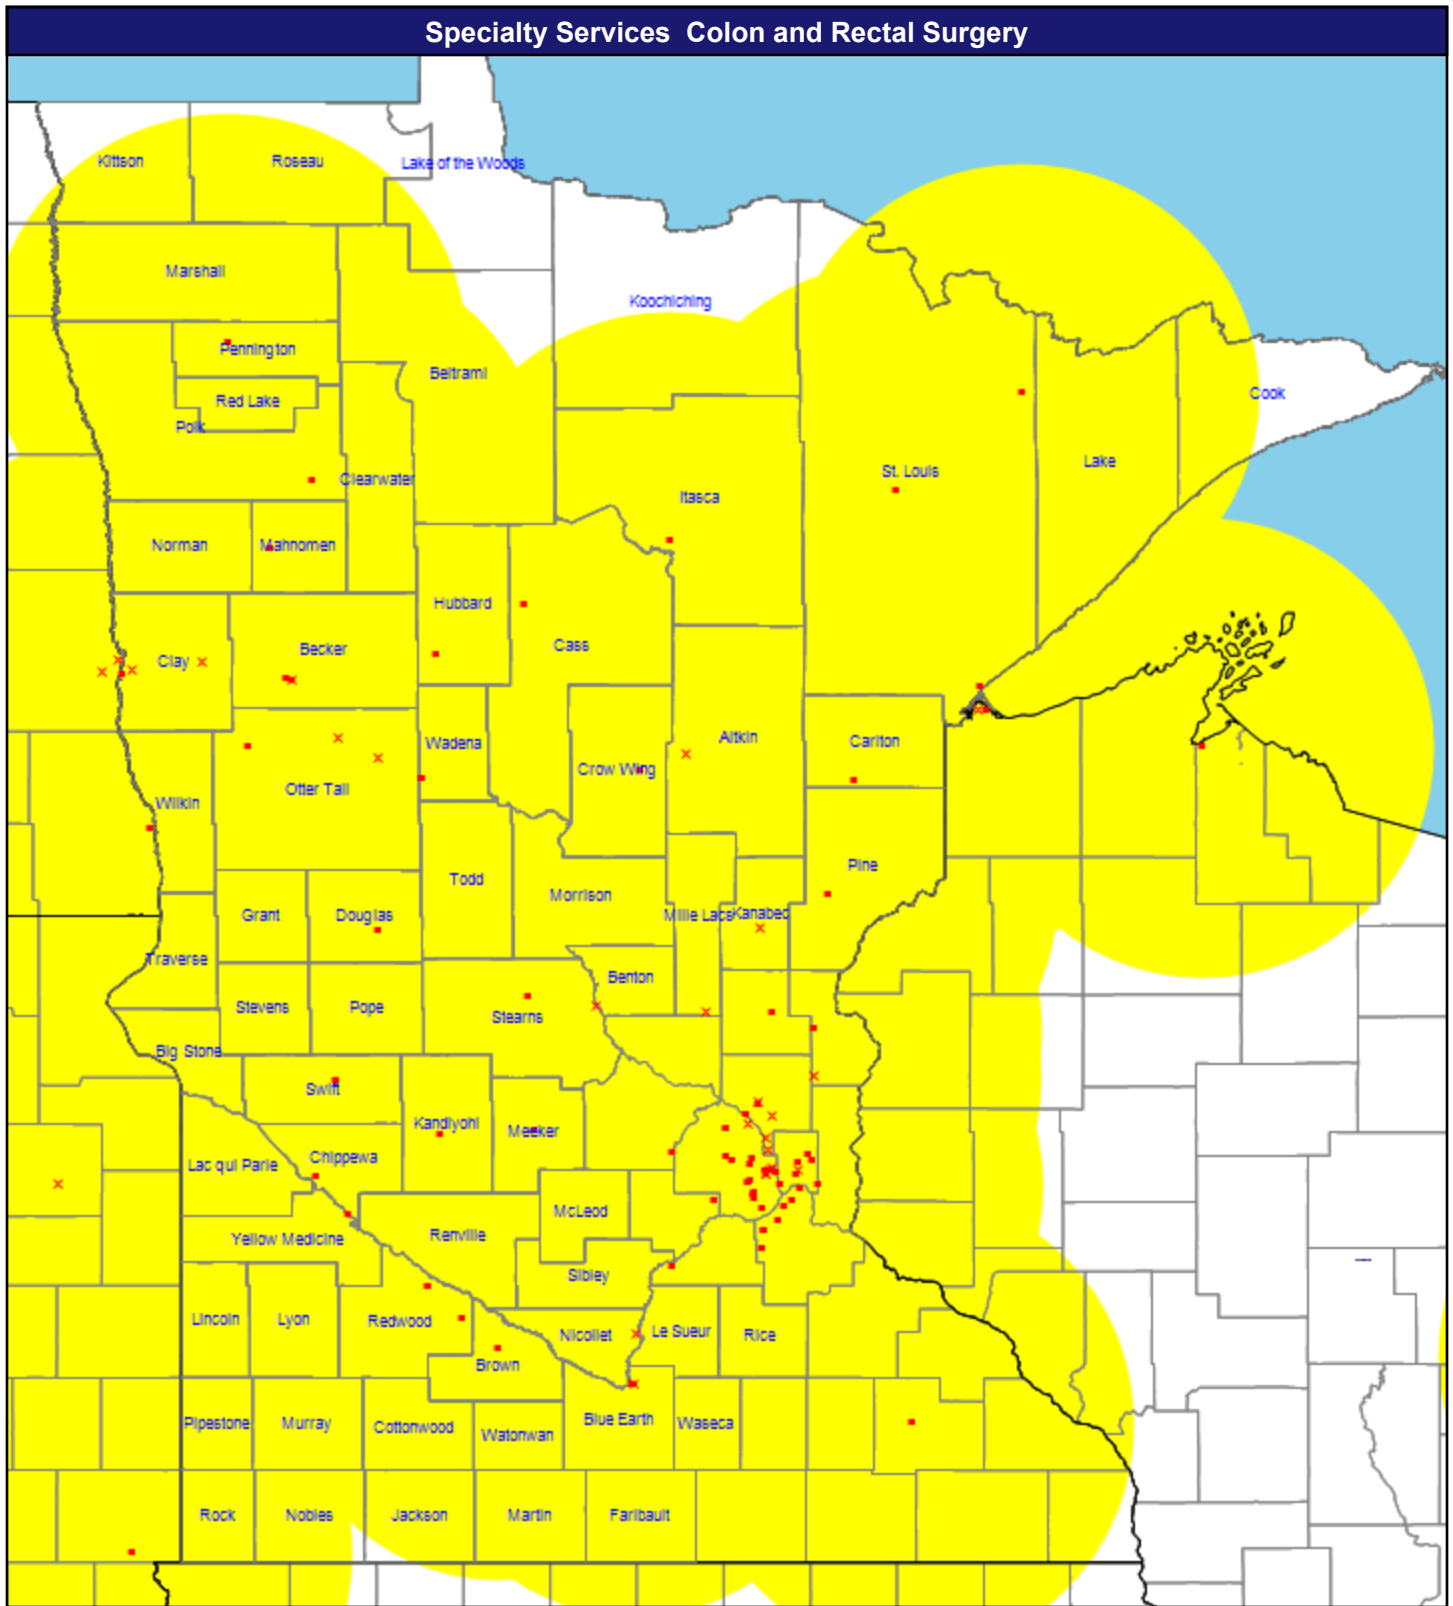 Specialty Services Colon and Rectal Surgery
Kittson
Roseau
Lake of the Woods
Marshall
Koochiching
Pennington
Beltrami
Red Lake
Cook
Polk
Clearwater
St. Louis
Lake
Itasca
Norman
Mahnomen
Hubbard
Cass
Becker
Clay
Aitkin
Carlton
Wadena
Crow Wing
Otter Tail
Wilkin
Pine
Todd
Morrison
Grant
Douglas
Mille Lacs
Kanabec
Traverse
Benton
Stevens
Pope
Stearns
Big Stone
Swift
Kandiyohi
Meeker
Chippewa
Lac qui Parle
McLeod
Renville
Yellow Medicine
Sibley
Lincoln
Lyon
Redwood
Nicollet
Le Sueur
Rice
Brown
Pipestone
Murray
Cottonwood
Watonwan
Blue Earth
Waseca
Rock
Nobles
Jackson
Martin
Faribault